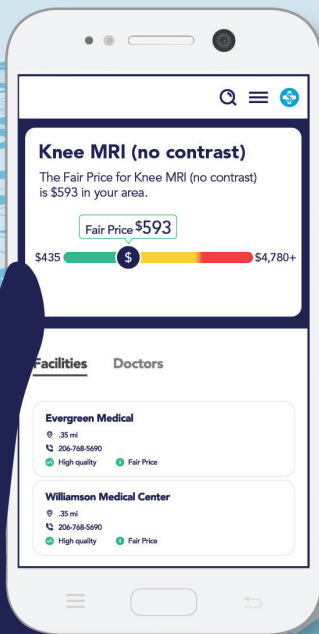 Knee MRI (no contrast)
The Fair Price for Knee MRI (no contrast)
is $593 in your area.
Fair Price $593
$435 $ $4,780+
Facilities Doctors
Evergreen Medical
.35 mi
206-768-5690
High quality Fair Price
Williamson Medical Center
.35 mi
206-768-5690
High quality Fair Price